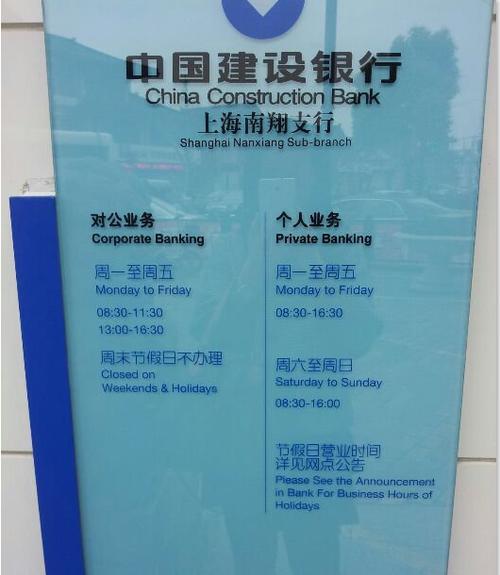 中国建设银行
China Construction Bank
上海南翔支行
Shanghai Nanxiang Sub-branch
对公业务
Corporate Banking
周一至周五
Monday to Friday
08:30-11:30
13:00-16:30
周末节假日不办理
Closed on
Weekends & Holidays
个人业务
Private Banking
周一至周五
Monday to Friday
08:30-16:30
周六至周日
Saturday to Sunday
08:30-16:00
节假日营业时间
详见网点公告
Please See the Announcement
in Bank For Business Hours of
Holidays